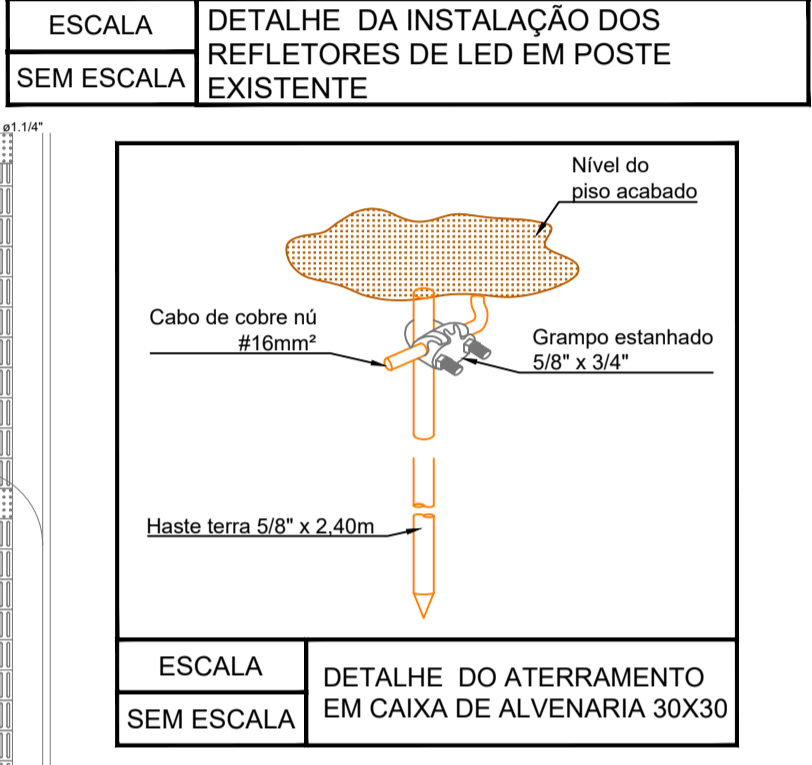 ESCALA
SEM ESCALA
DETALHE DA INSTALAÇÃO DOS
REFLETORES DE LED EM POSTE
EXISTENTE
ø1.1/4"
Nível do
piso acabado
Cabo de cobre nú
#16mm²
Grampo estanhado
5/8" x 3/4"
Haste terra 5/8" x 2,40m
ESCALA
SEM ESCALA
DETALHE DO ATERRAMENTO
EM CAIXA DE ALVENARIA 30X30